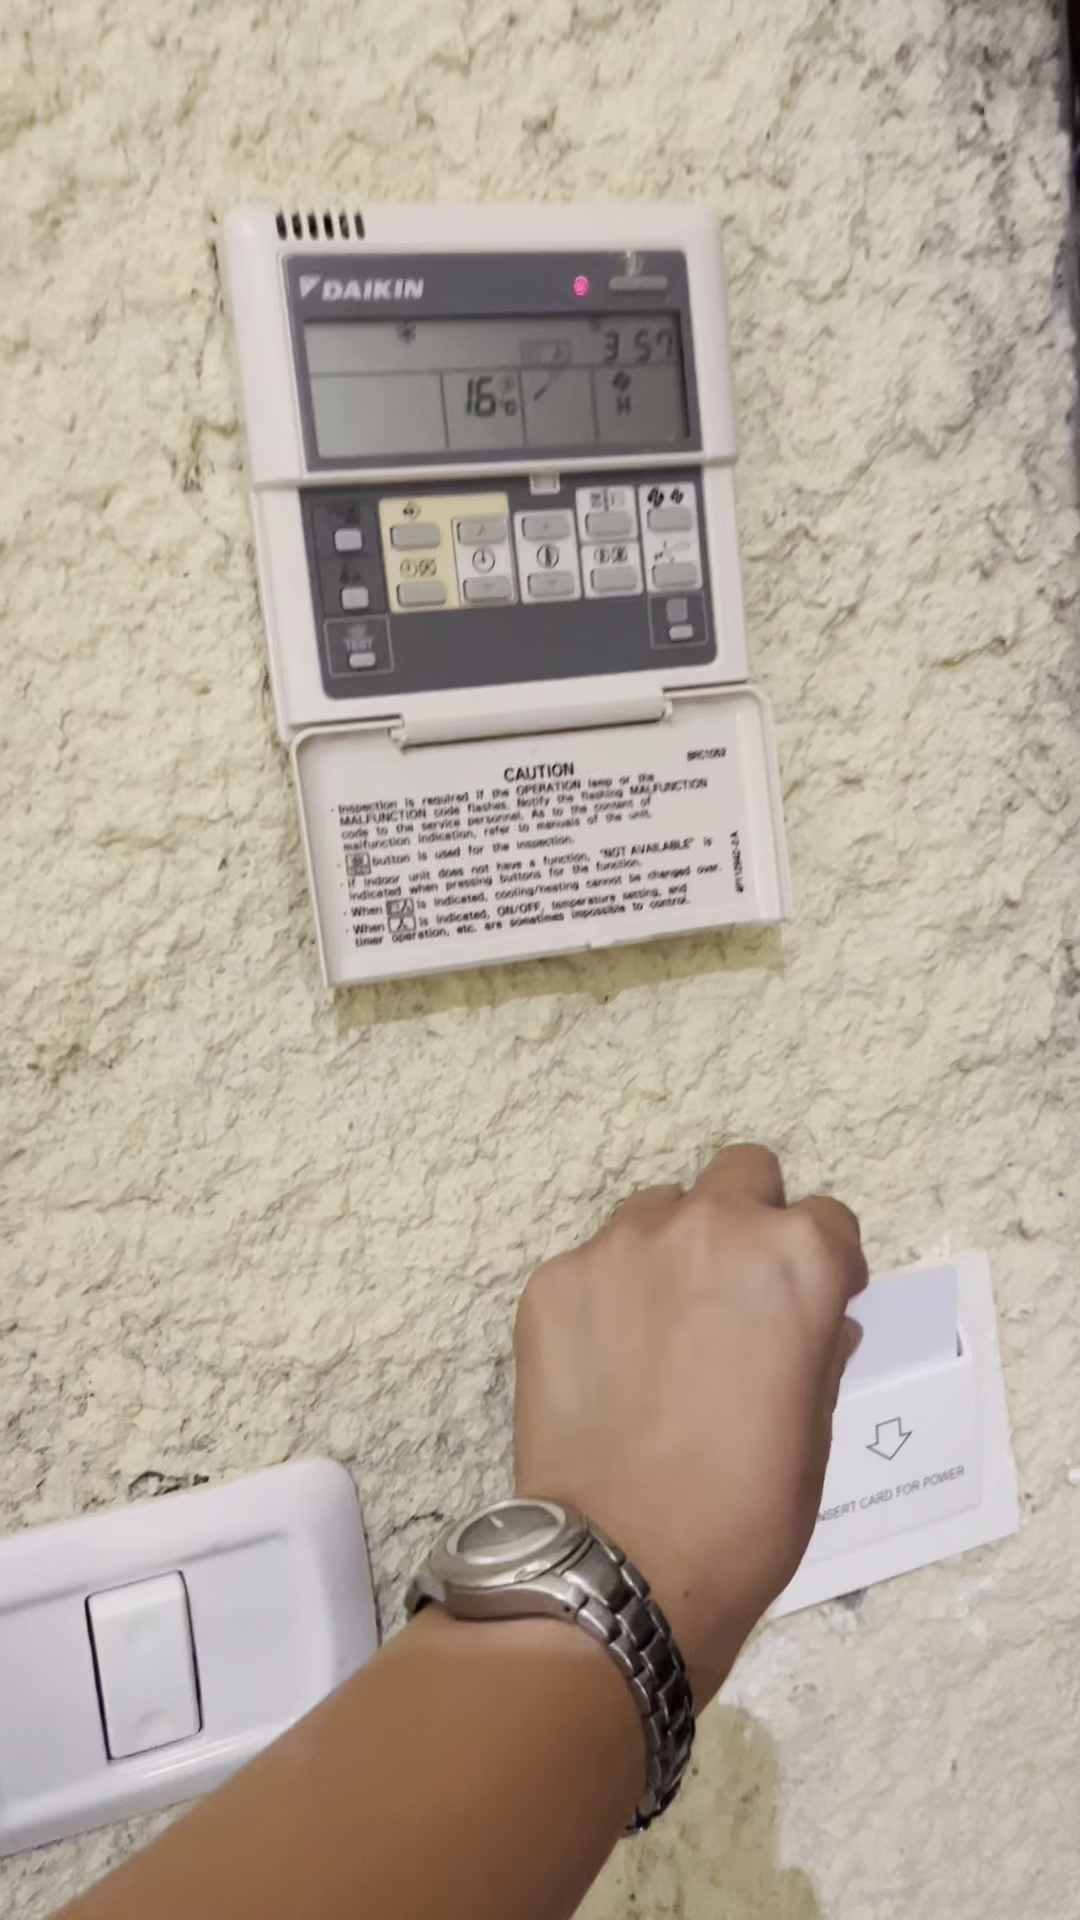 DAIKIN
3 57
16 °C
H
TEST
BRC1C62
CAUTION
· Inspection is required if the OPERATION lamp or the
MALFUNCTION code flashes. Notify the flashing MALFUNCTION
code to the service personnel. As to the content of
malfunction indication, refer to manuals of the unit.
· button is used for the inspection.
· If indoor unit does not have a function, "NOT AVAILABLE" is
indicated when pressing buttons for the function.
· When is indicated, cooling/heating cannot be changed over.
· When is indicated, ON/OFF, temperature setting, and
timer operation, etc. are sometimes impossible to control.
NSERT CARD FOR POWER